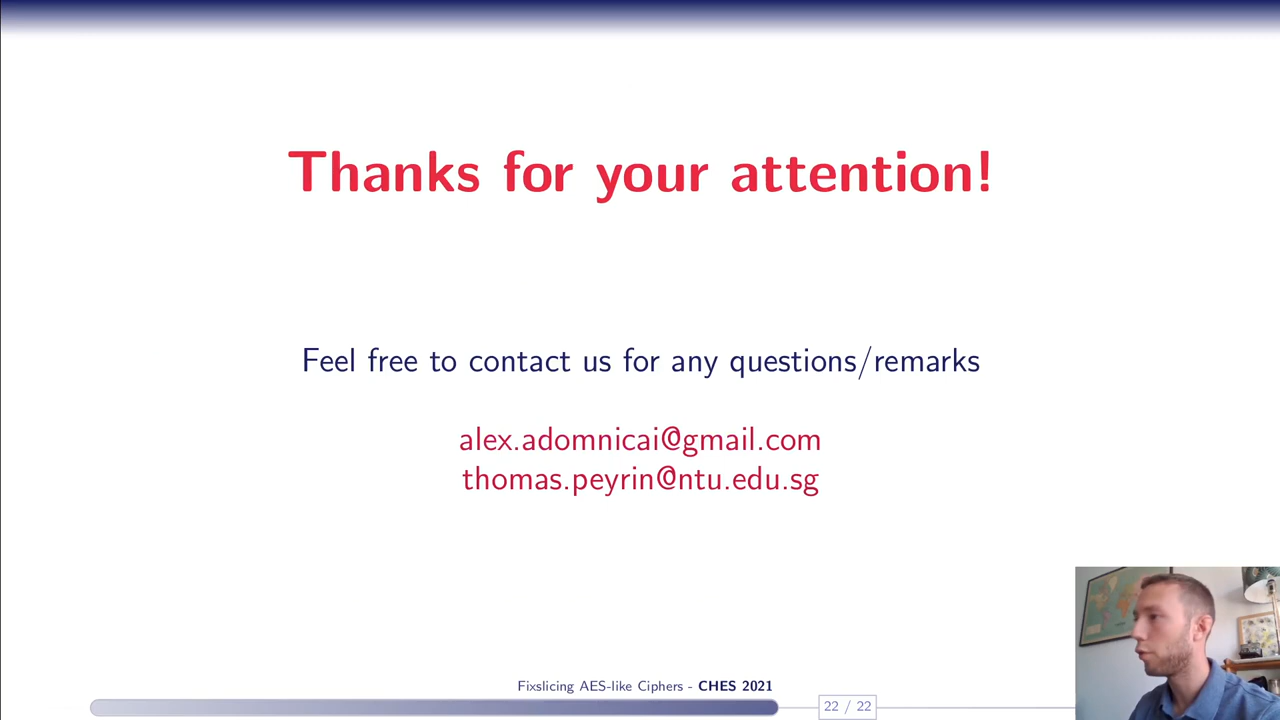 Thanks for your attention!
Feel free to contact us for any questions/remarks
alex.adomnicai@gmail.com
thomas.peyrin@ntu.edu.sg
Fixslicing AES-like Ciphers - CHES 2021
22 / 22